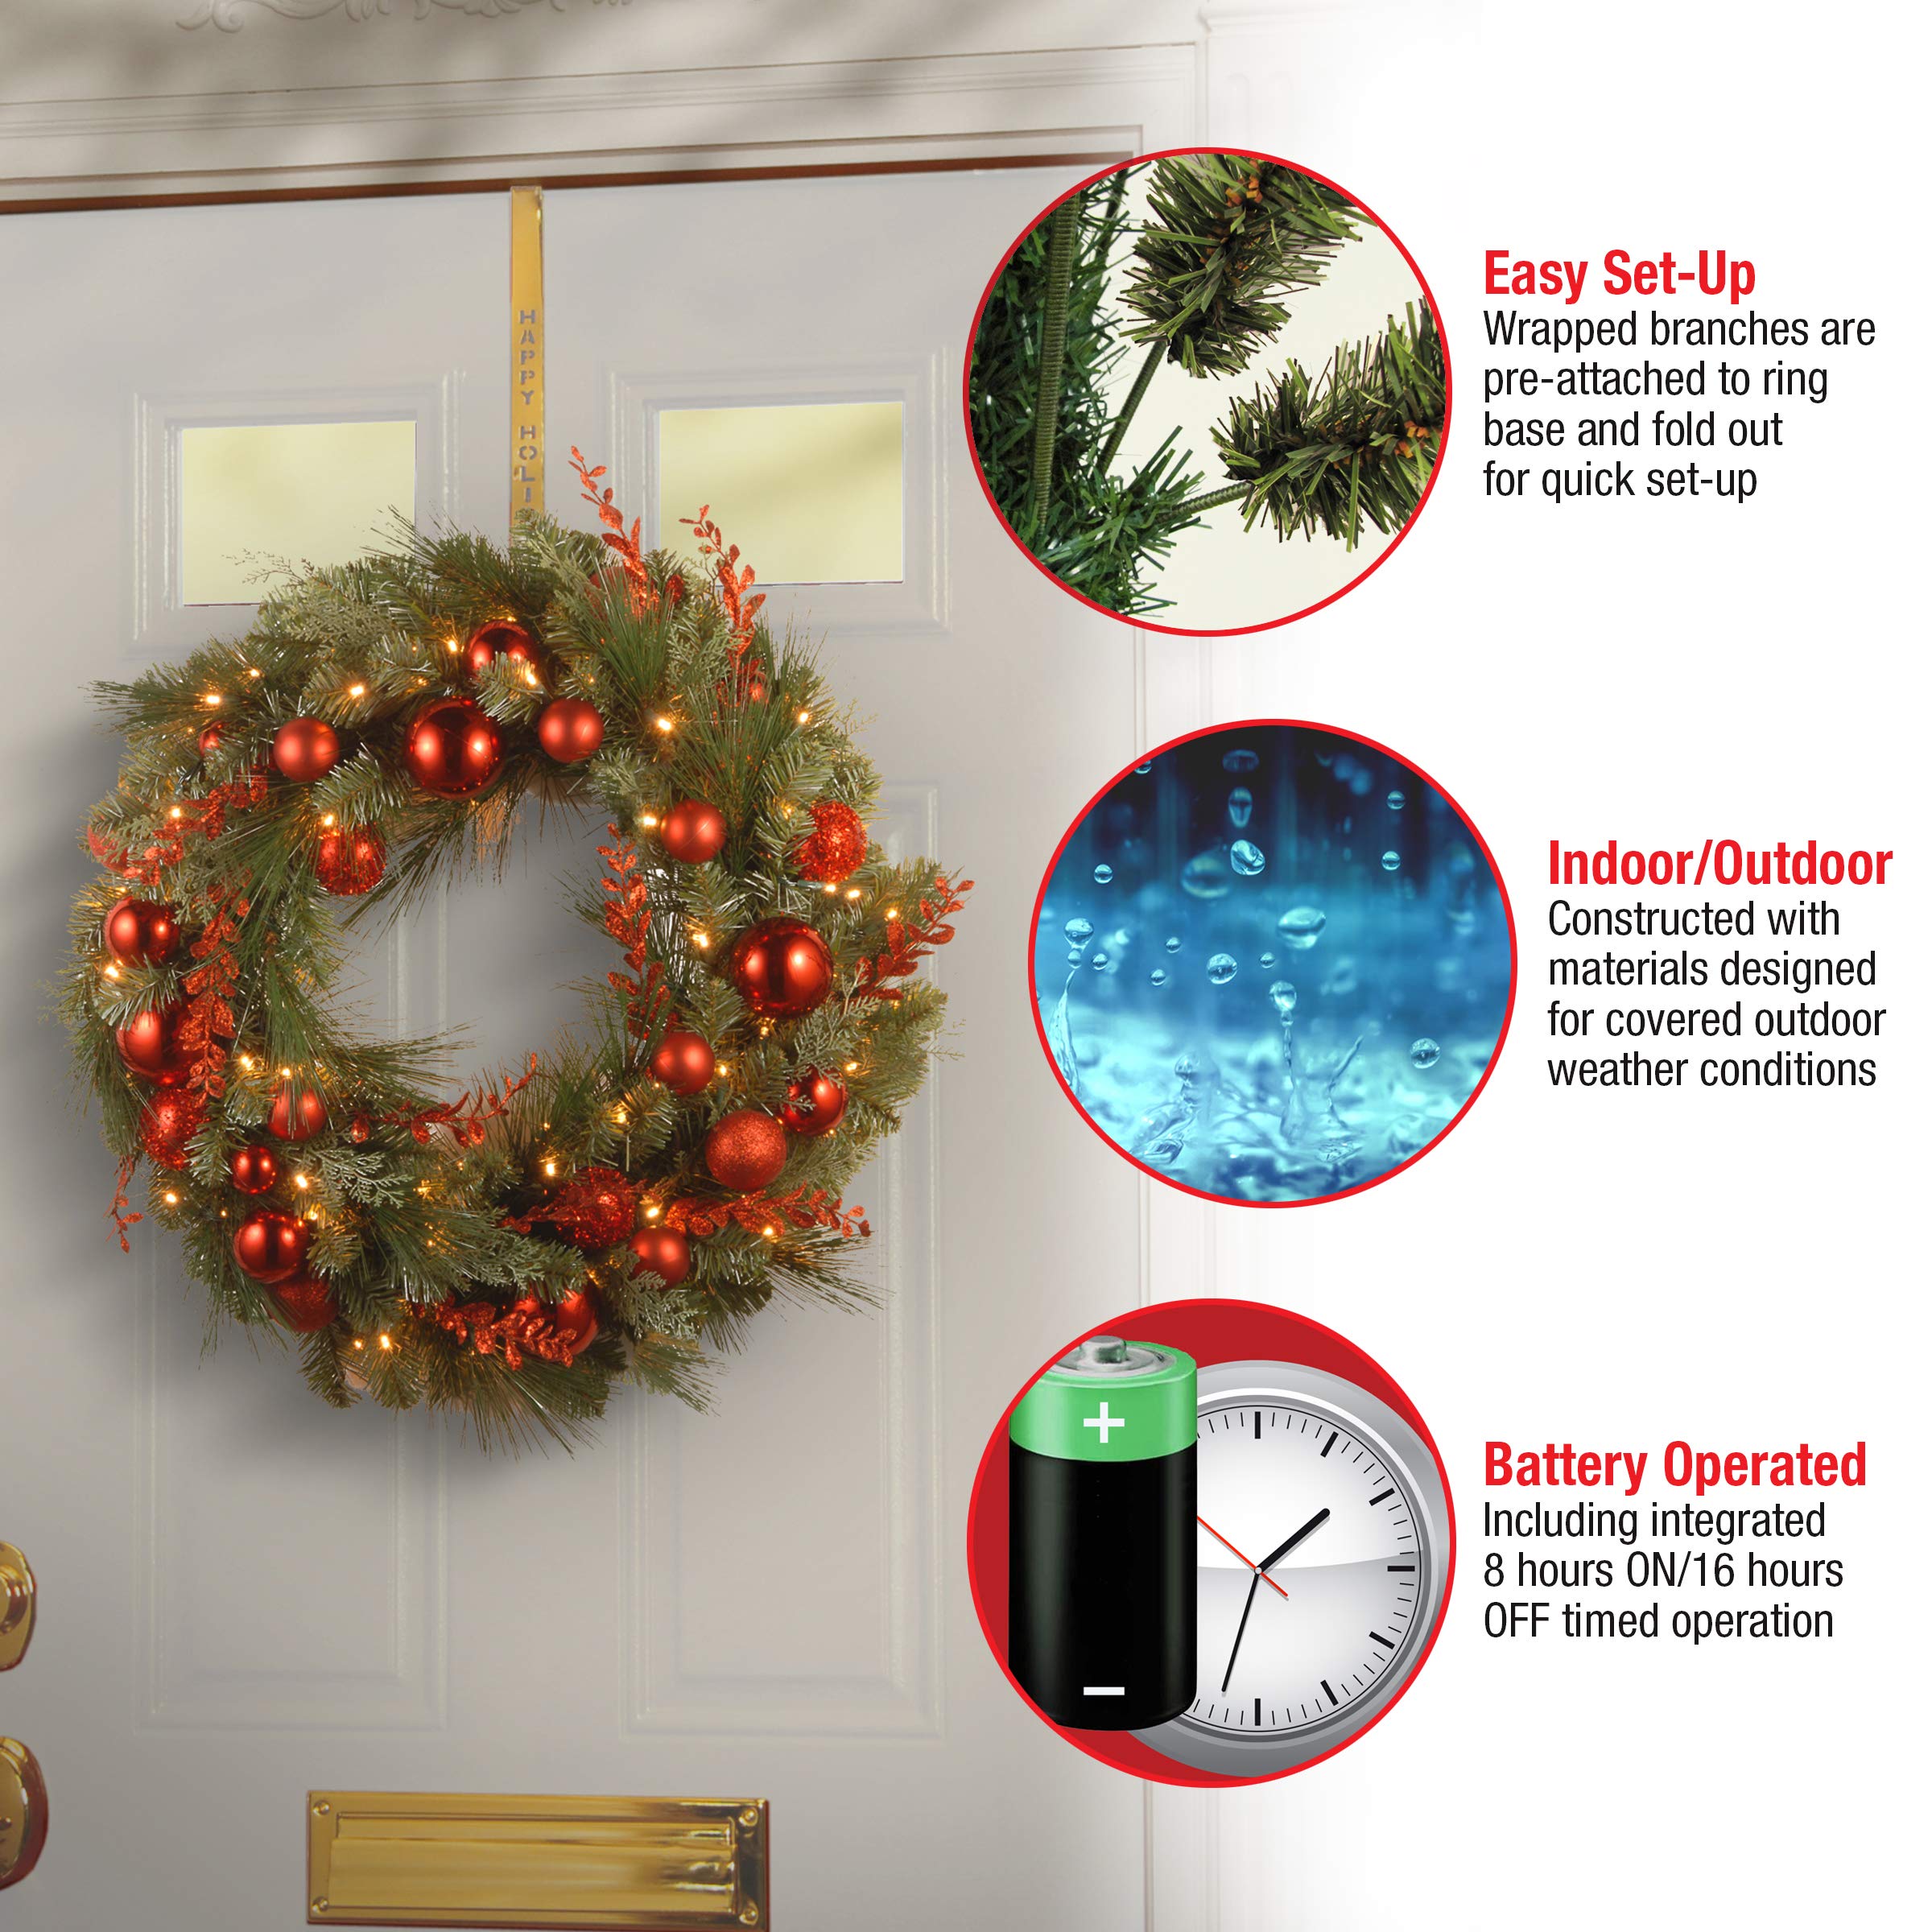 HAPPY HOLI
Easy Set-Up
Wrapped branches are
pre-attached to ring
base and fold out
for quick set-up
Indoor/Outdoor
Constructed with
materials designed
for covered outdoor
weather conditions
+
Battery Operated
Including integrated
8 hours ON/16 hours
OFF timed operation
–